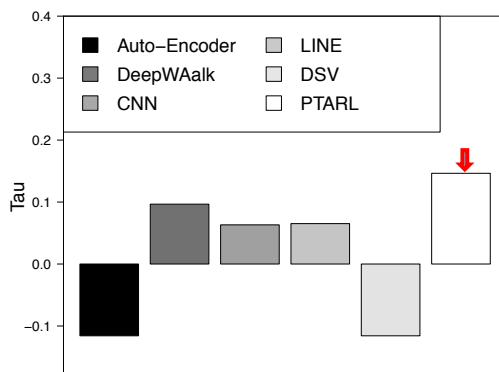 0.4
Auto−Encoder
LINE
DeepWAalk
DSV
CNN
PTARL
0.3
0.2
0.1
0.0
−0.1
Tau